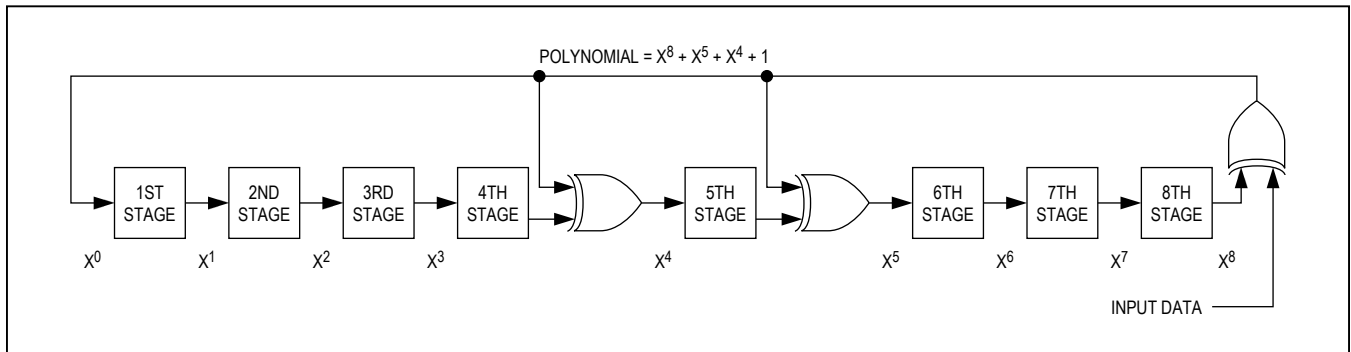 POLYNOMIAL = X⁸ + X⁵ + X⁴ + 1
1ST
STAGE
2ND
STAGE
3RD
STAGE
4TH
STAGE
5TH
STAGE
6TH
STAGE
7TH
STAGE
8TH
STAGE
X⁰
X¹
X²
X³
X⁴
X⁵
X⁶
X⁷
X⁸
INPUT DATA